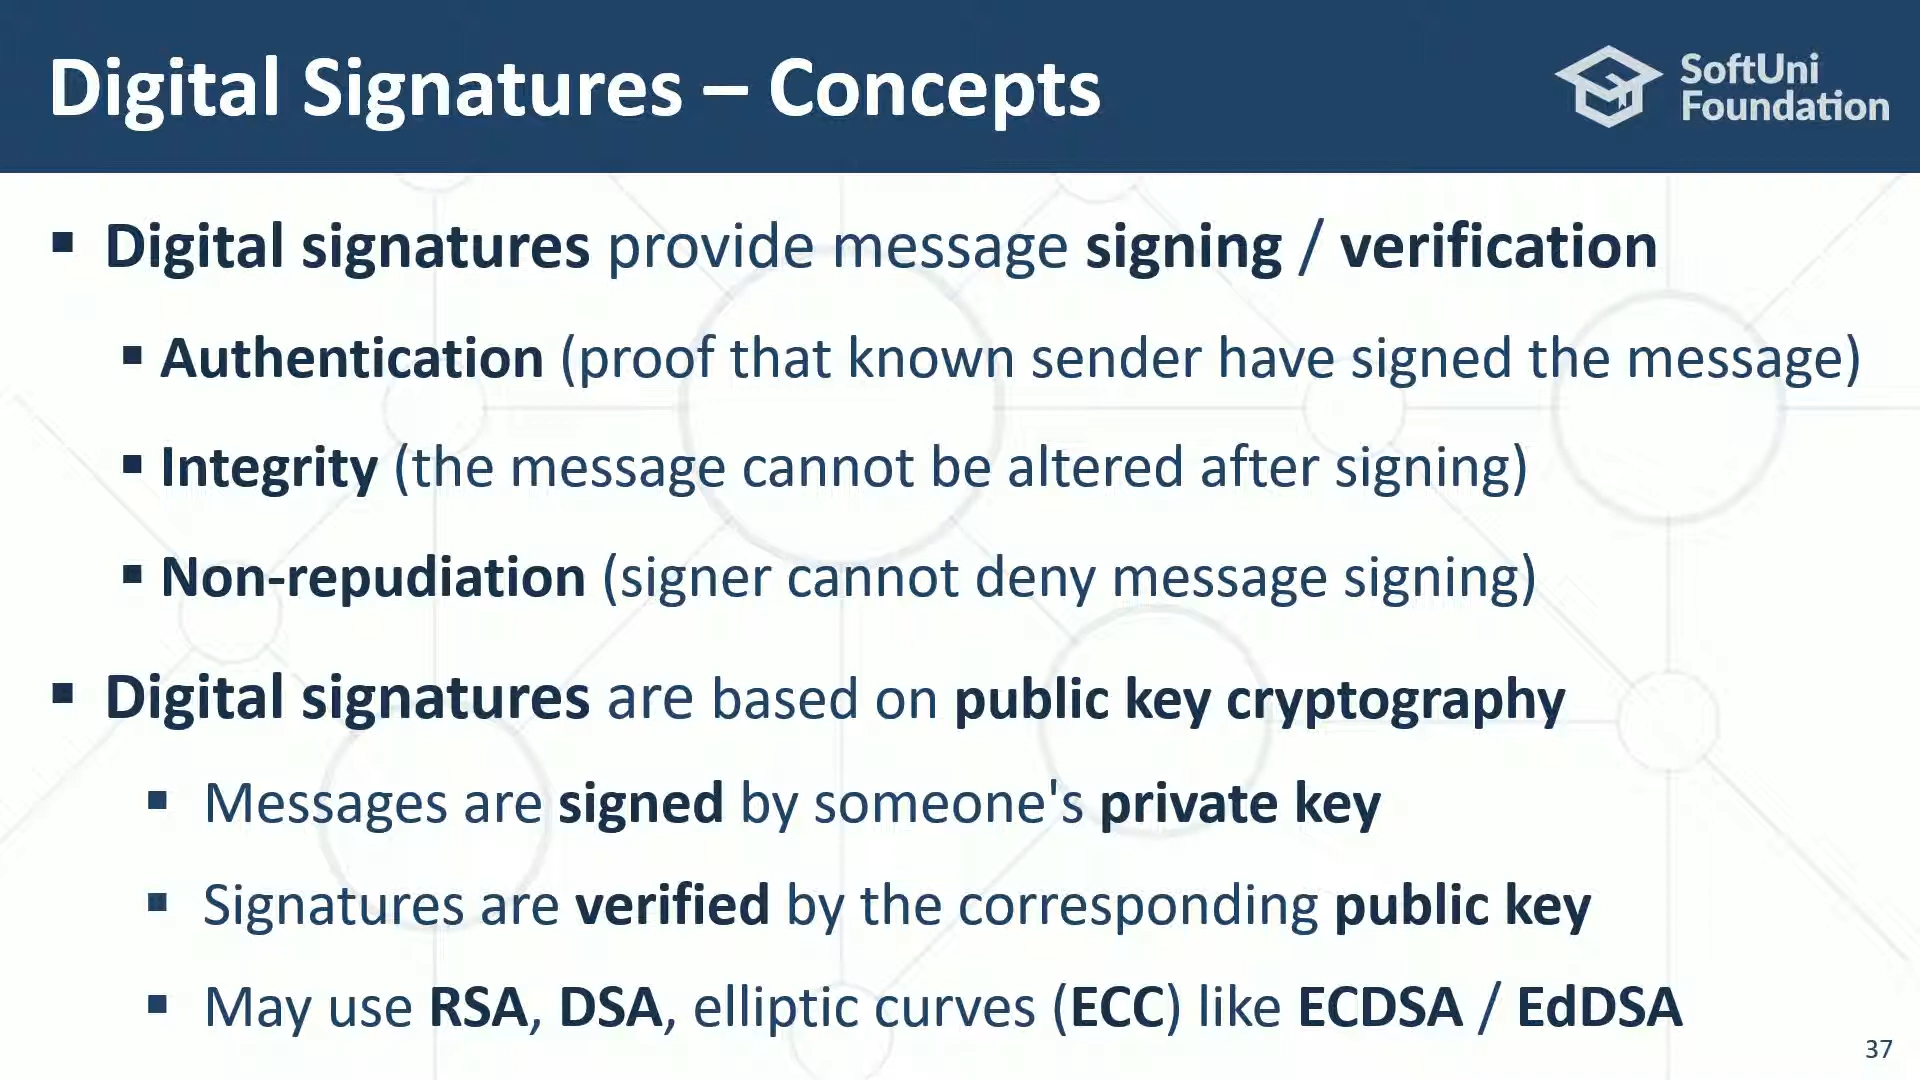 Digital Signatures – Concepts
SoftUni
Foundation
▪ Digital signatures provide message signing / verification
▪ Authentication (proof that known sender have signed the message)
▪ Integrity (the message cannot be altered after signing)
▪ Non-repudiation (signer cannot deny message signing)
▪ Digital signatures are based on public key cryptography
▪ Messages are signed by someone's private key
▪ Signatures are verified by the corresponding public key
▪ May use RSA, DSA, elliptic curves (ECC) like ECDSA / EdDSA
37